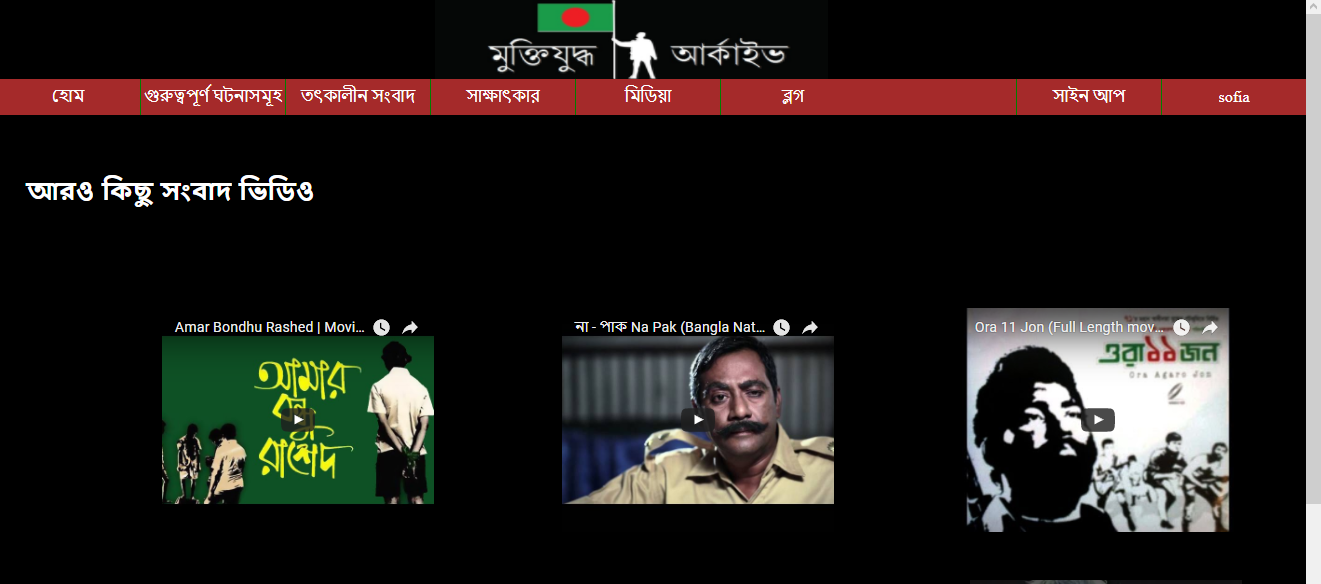 মুক্তিযুদ্ধ আর্কাইভ
হোম গুরুত্বপূর্ণ ঘটনাসমূহ তৎকালীন সংবাদ সাক্ষাৎকার মিডিয়া ব্লগ সাইন আপ sofia
আরও কিছু সংবাদ ভিডিও
Amar Bondhu Rashed | Movi... না - পাক Na Pak (Bangla Nat... Ora 11 Jon (Full Length mov...
আমার
বন্ধু
রাশেদ
ওরা ১১ জন
Ora Agaro Jon